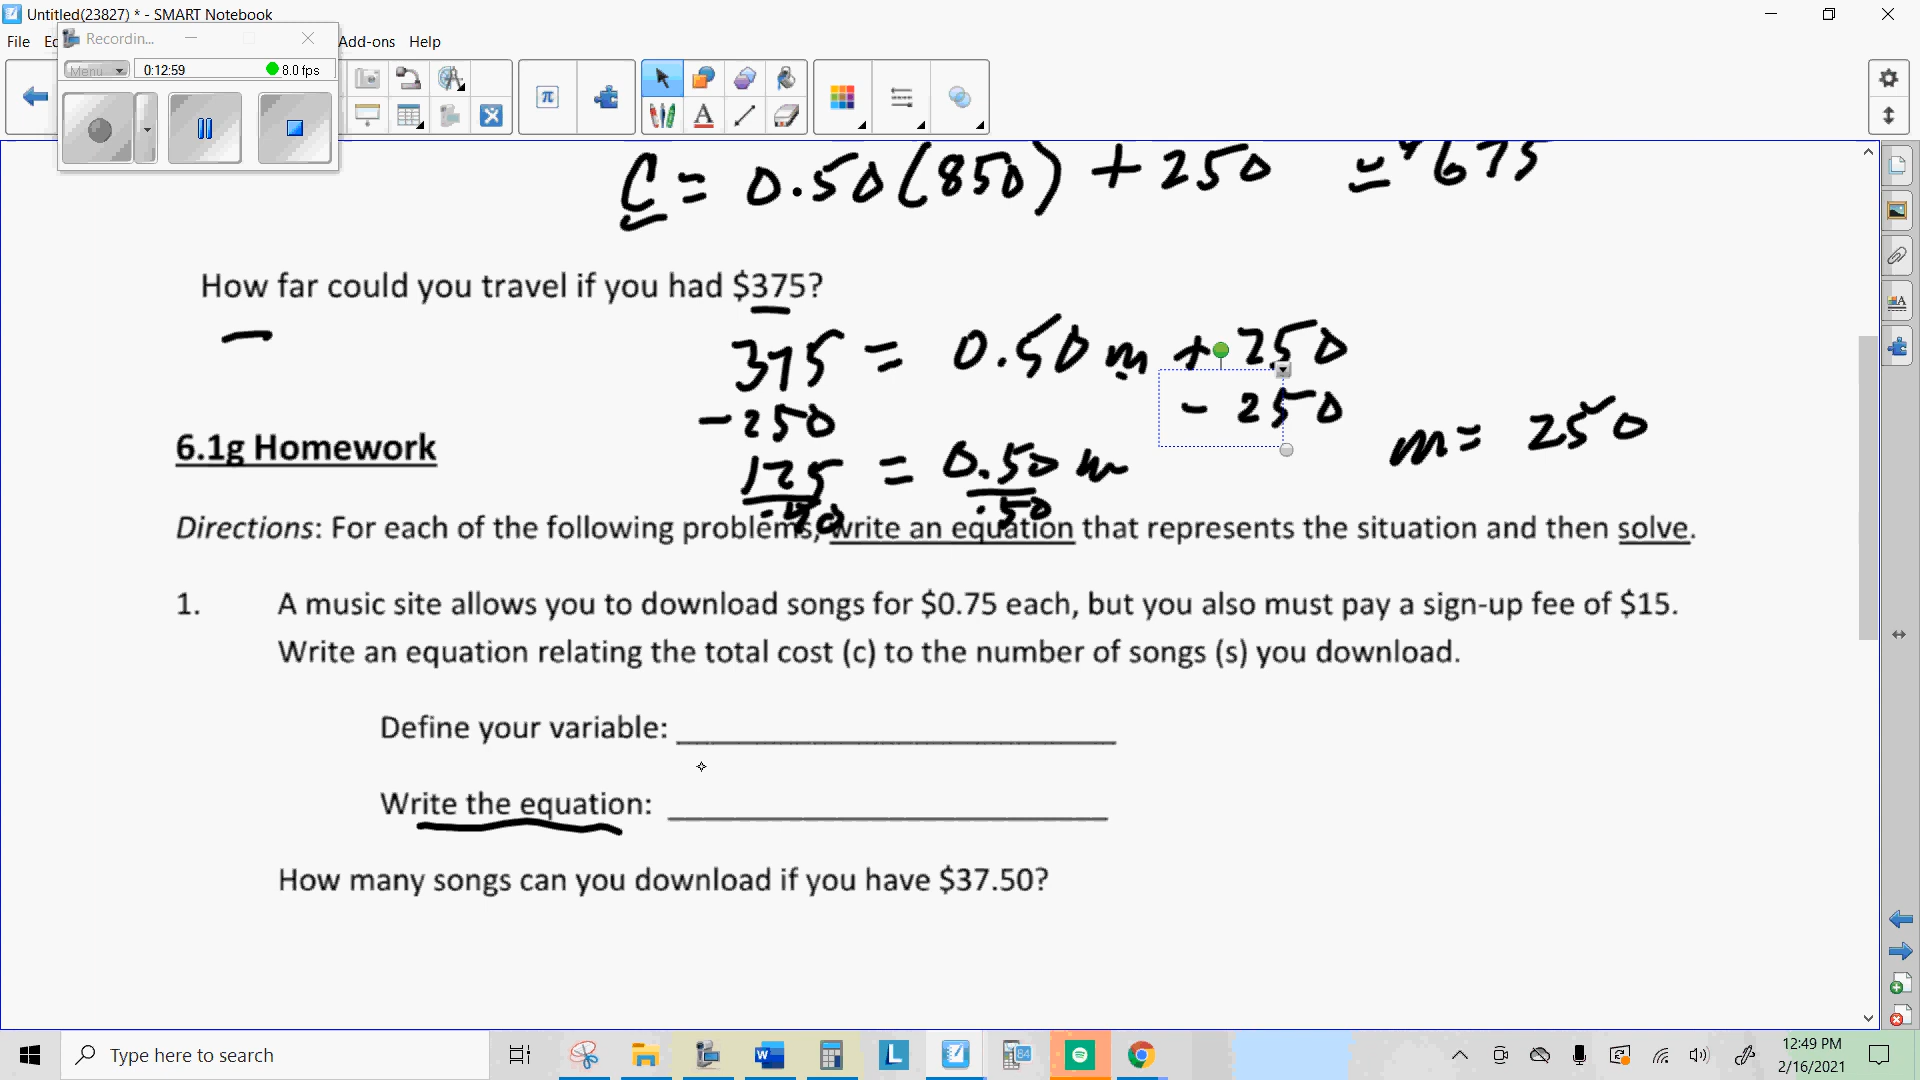 Untitled(23827) * - SMART Notebook
File
Recordin...
Add-ons
Help
Menu
0:12:59
8.0 fps
C = 0.50(850) + 250 = 675
How far could you travel if you had $375?
375 = 0.50 m + 250
-250 - 250
m = 250
125 = 0.50 m
.50
6.1g Homework
Directions: For each of the following problems, write an equation that represents the situation and then solve.
1. A music site allows you to download songs for $0.75 each, but you also must pay a sign-up fee of $15.
Write an equation relating the total cost (c) to the number of songs (s) you download.
Define your variable:
Write the equation:
How many songs can you download if you have $37.50?
Type here to search
12:49 PM
2/16/2021